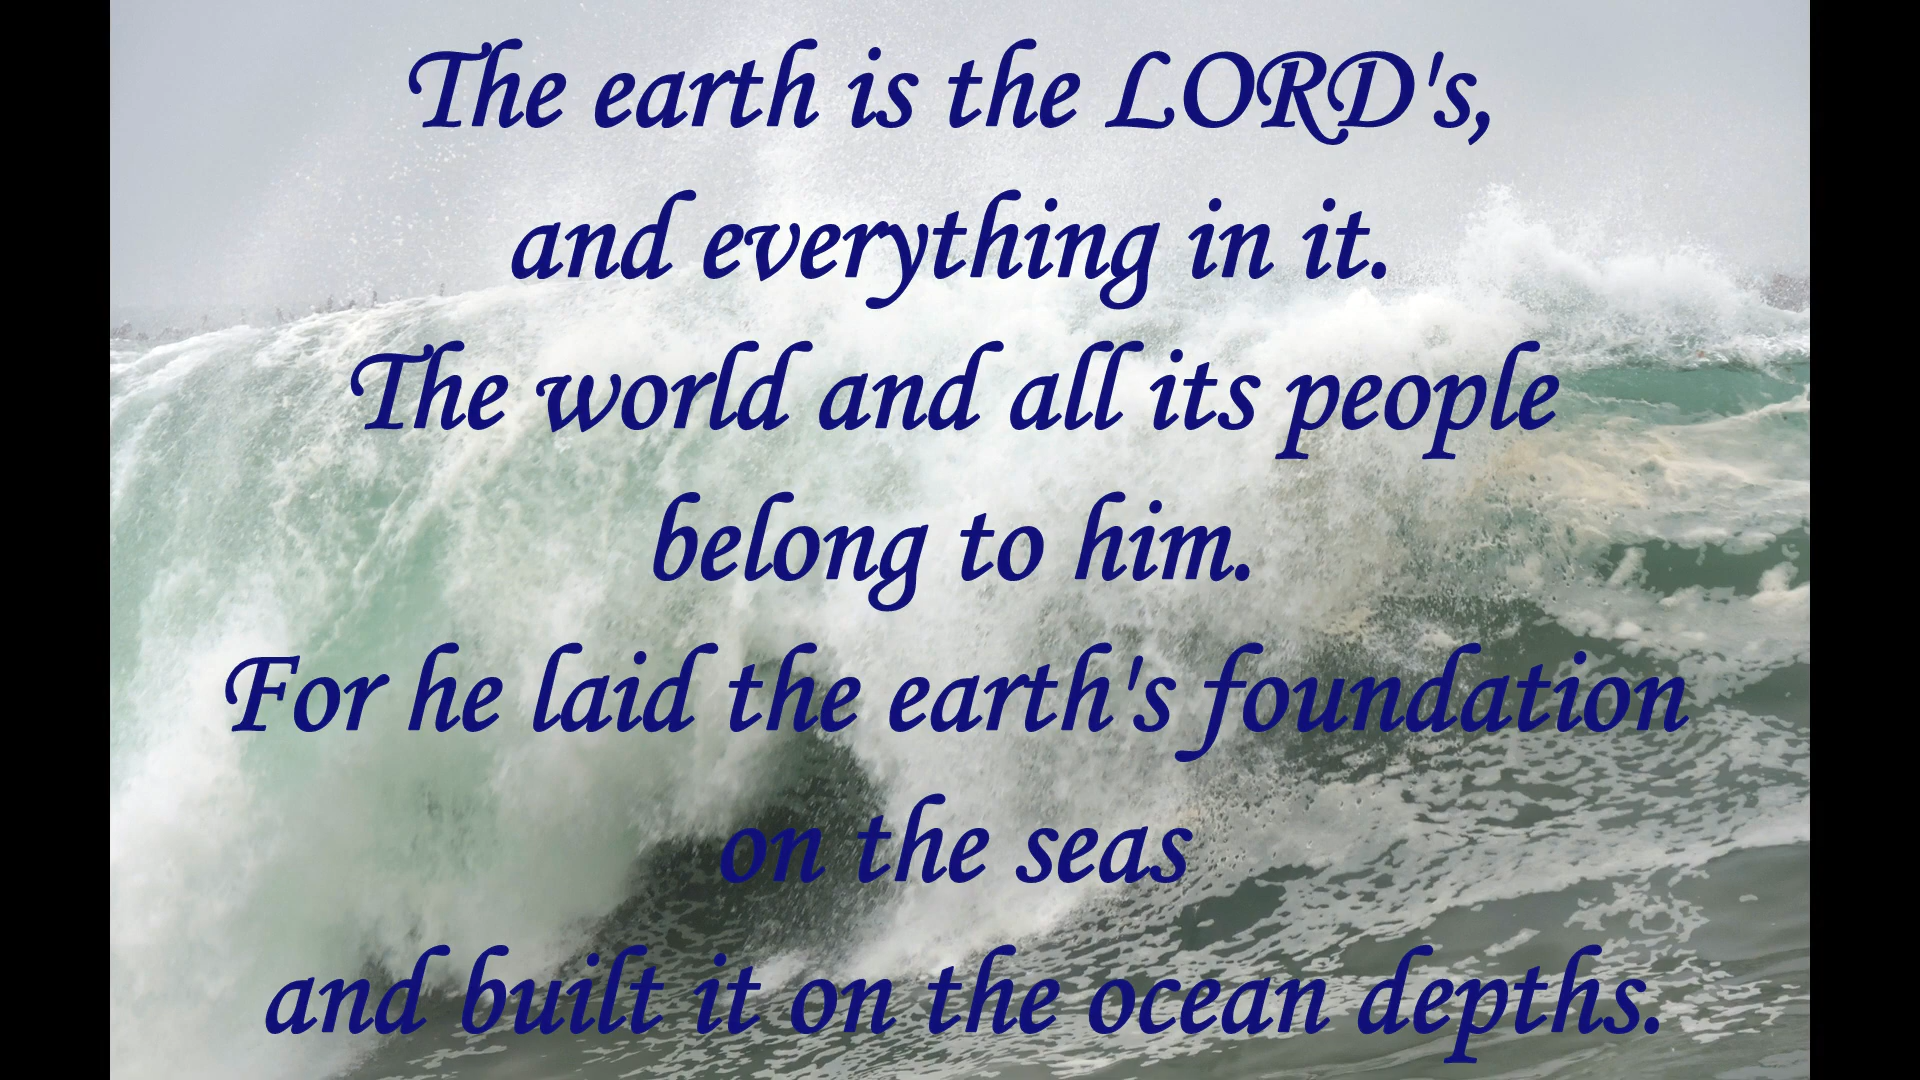 The earth is the LORD's,
and everything in it.
The world and all its people
belong to him.
For he laid the earth's foundation
on the seas
and built it on the ocean depths.